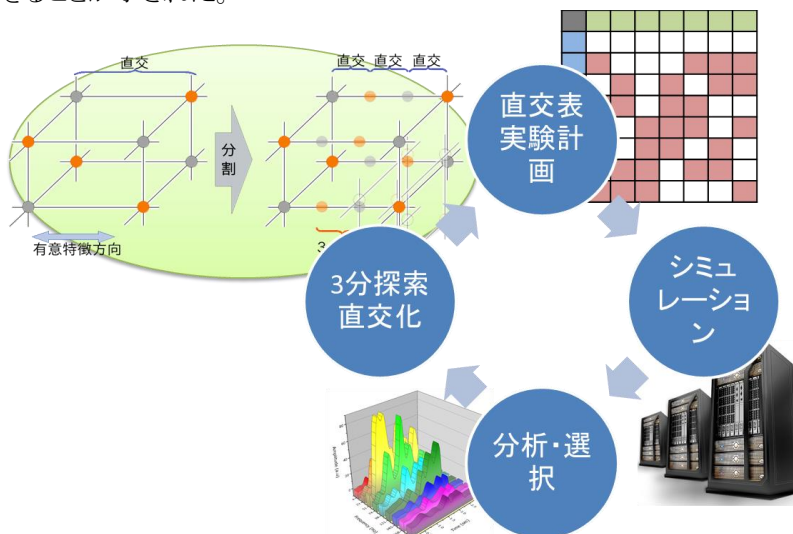 直交
直交 直交 直交
分
割
有意特徴方向
3
直交表
実験計
画
シミュ
レーショ
ン
分析・選
択
3分探索
直交化